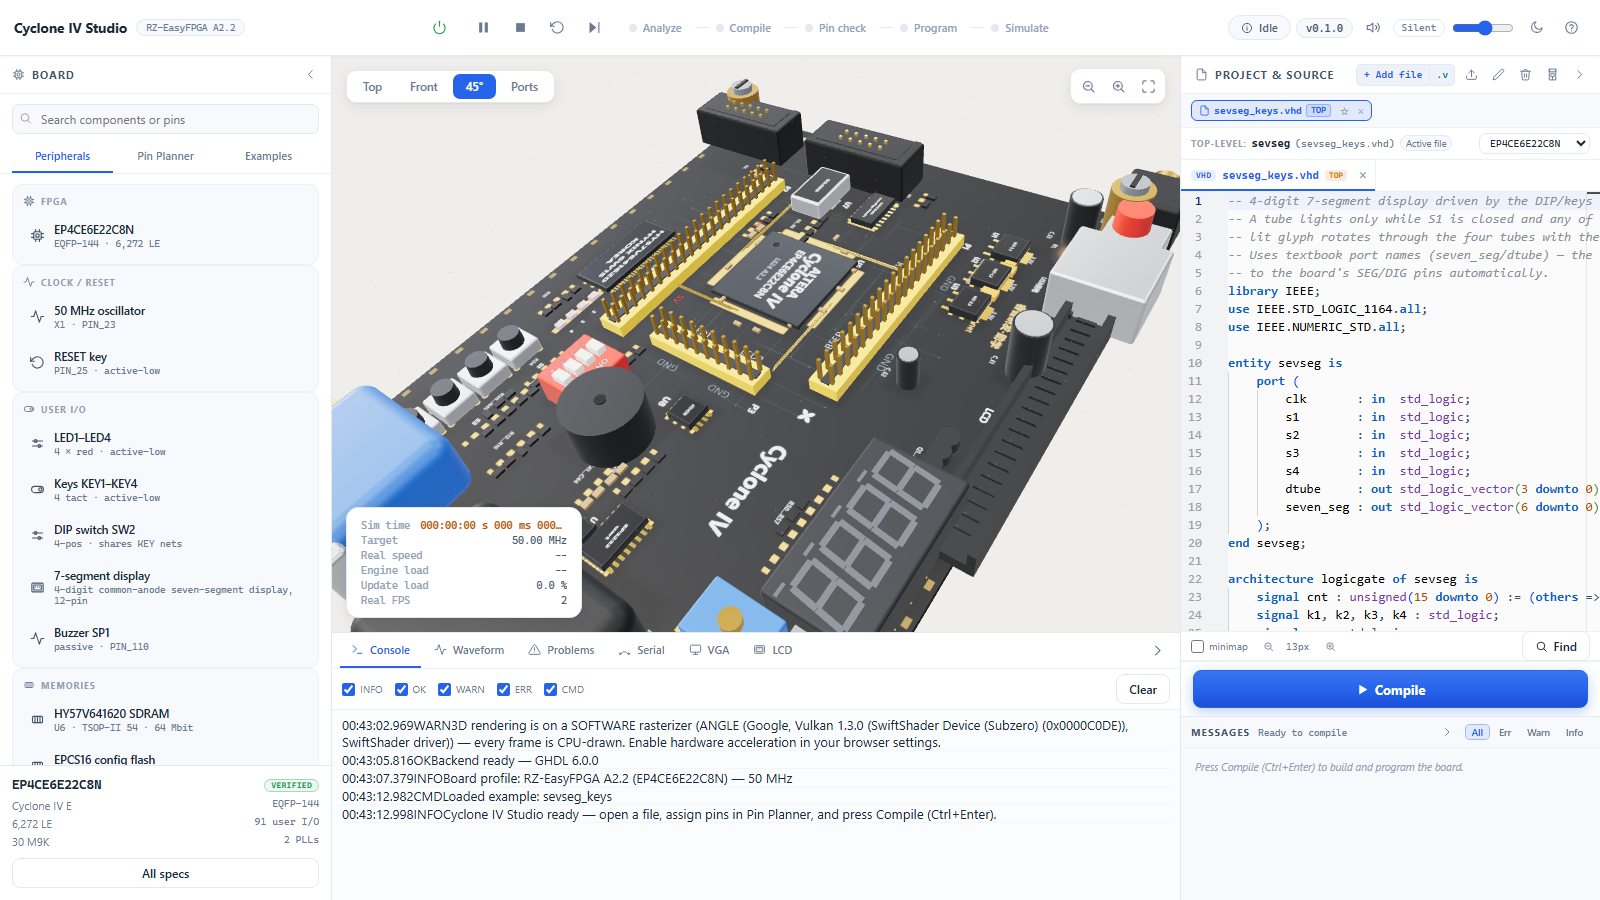 Cyclone IV Studio
RZ-EasyFPGA A2.2
Analyze
Compile
Pin check
Program
Simulate
Idle
v0.1.0
Silent
BOARD
Search components or pins
Peripherals
Pin Planner
Examples
FPGA
EP4CE6E22C8N
EQFP-144 · 6,272 LE
CLOCK / RESET
50 MHz oscillator
X1 · PIN_23
RESET key
PIN_25 · active-low
USER I/O
LED1–LED4
4 × red · active-low
Keys KEY1–KEY4
4 tact · active-low
DIP switch SW2
4-pos · shares KEY nets
7-segment display
4-digit common-anode seven-segment display,
12-pin
Buzzer SP1
passive · PIN_110
MEMORIES
HY57V641620 SDRAM
U6 · TSOP-II 54 · 64 Mbit
EPCS16 config flash
EP4CE6E22C8N
VERIFIED
Cyclone IV E
EQFP-144
6,272 LE
91 user I/O
30 M9K
2 PLLs
All specs
Top
Front
45°
Ports
ALTERA
Cyclone IV
EP4CE6E22C8N
GND
GND
GND
GND
P3
LCD
Cyclone IV
Sim time 000:00:00 s 000 ms 000…
Target 50.00 MHz
Real speed --
Engine load --
Update load 0.0 %
Real FPS 2
Console
Waveform
Problems
Serial
VGA
LCD
INFO
OK
WARN
ERR
CMD
Clear
00:43:02.969WARN3D rendering is on a SOFTWARE rasterizer (ANGLE (Google, Vulkan 1.3.0 (SwiftShader Device (Subzero) (0x0000C0DE)),
SwiftShader driver)) — every frame is CPU-drawn. Enable hardware acceleration in your browser settings.
00:43:05.816OKBackend ready — GHDL 6.0.0
00:43:07.379INFOBoard profile: RZ-EasyFPGA A2.2 (EP4CE6E22C8N) — 50 MHz
00:43:12.982CMDLoaded example: sevseg_keys
00:43:12.998INFOCyclone IV Studio ready — open a file, assign pins in Pin Planner, and press Compile (Ctrl+Enter).
PROJECT & SOURCE
+ Add file
.v
sevseg_keys.vhd TOP ☆ ×
TOP-LEVEL: sevseg (sevseg_keys.vhd) Active file
EP4CE6E22C8N
VHD sevseg_keys.vhd TOP ×
1 -- 4-digit 7-segment display driven by the DIP/keys
2 -- A tube lights only while S1 is closed and any of
3 -- lit glyph rotates through the four tubes with the
4 -- Uses textbook port names (seven_seg/dtube) — the
5 -- to the board's SEG/DIG pins automatically.
6 library IEEE;
7 use IEEE.STD_LOGIC_1164.all;
8 use IEEE.NUMERIC_STD.all;
9
10 entity sevseg is
11 port (
12 clk : in std_logic;
13 s1 : in std_logic;
14 s2 : in std_logic;
15 s3 : in std_logic;
16 s4 : in std_logic;
17 dtube : out std_logic_vector(3 downto 0)
18 seven_seg : out std_logic_vector(6 downto 0)
19 );
20 end sevseg;
21
22 architecture logicgate of sevseg is
23 signal cnt : unsigned(15 downto 0) := (others =>
24 signal k1, k2, k3, k4 : std_logic;
minimap
13px
Find
Compile
MESSAGES
Ready to compile
All
Err
Warn
Info
Press Compile (Ctrl+Enter) to build and program the board.